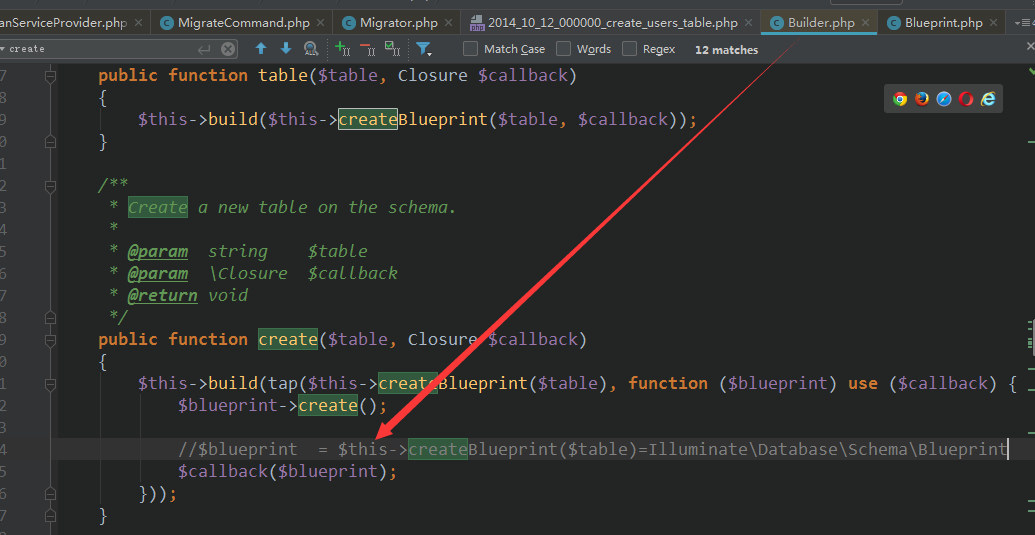 anServiceProvider.php MigrateCommand.php Migrator.php 2014_10_12_000000_create_users_table.php Builder.php Blueprint.php
create Match Case Words Regex 12 matches
7 public function table($table, Closure $callback)
8 {
9 $this->build($this->createBlueprint($table, $callback));
0 }
1
2 /**
3 * Create a new table on the schema.
4 *
5 * @param string $table
6 * @param \Closure $callback
7 * @return void
8 */
9 public function create($table, Closure $callback)
0 {
1 $this->build(tap($this->createBlueprint($table), function ($blueprint) use ($callback) {
2 $blueprint->create();
3
4 //$blueprint = $this->createBlueprint($table)=Illuminate\Database\Schema\Blueprint
5 $callback($blueprint);
6 }));
7 }